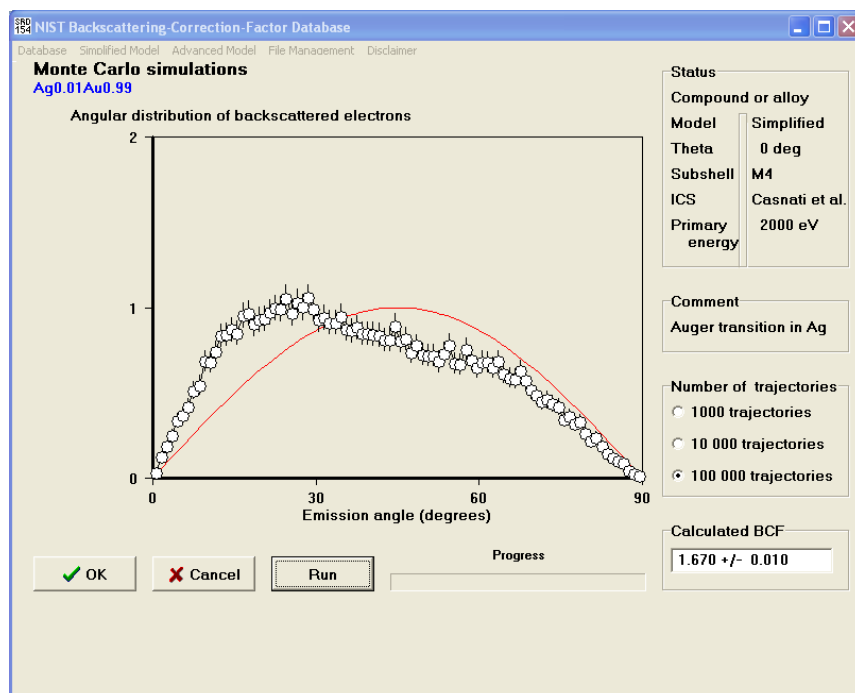 SRD 154 NIST Backscattering-Correction-Factor Database
Database Simplified Model Advanced Model File Management Disclaimer
Monte Carlo simulations
Ag0.01Au0.99
Angular distribution of backscattered electrons
2
1
0
0 30 60 90
Emission angle (degrees)
OK
Cancel
Run
Progress
Status
Compound or alloy
Model Simplified
Theta 0 deg
Subshell M4
ICS Casnati et al.
Primary 2000 eV
energy
Comment
Auger transition in Ag
Number of trajectories
1000 trajectories
10 000 trajectories
100 000 trajectories
Calculated BCF
1.670 +/- 0.010